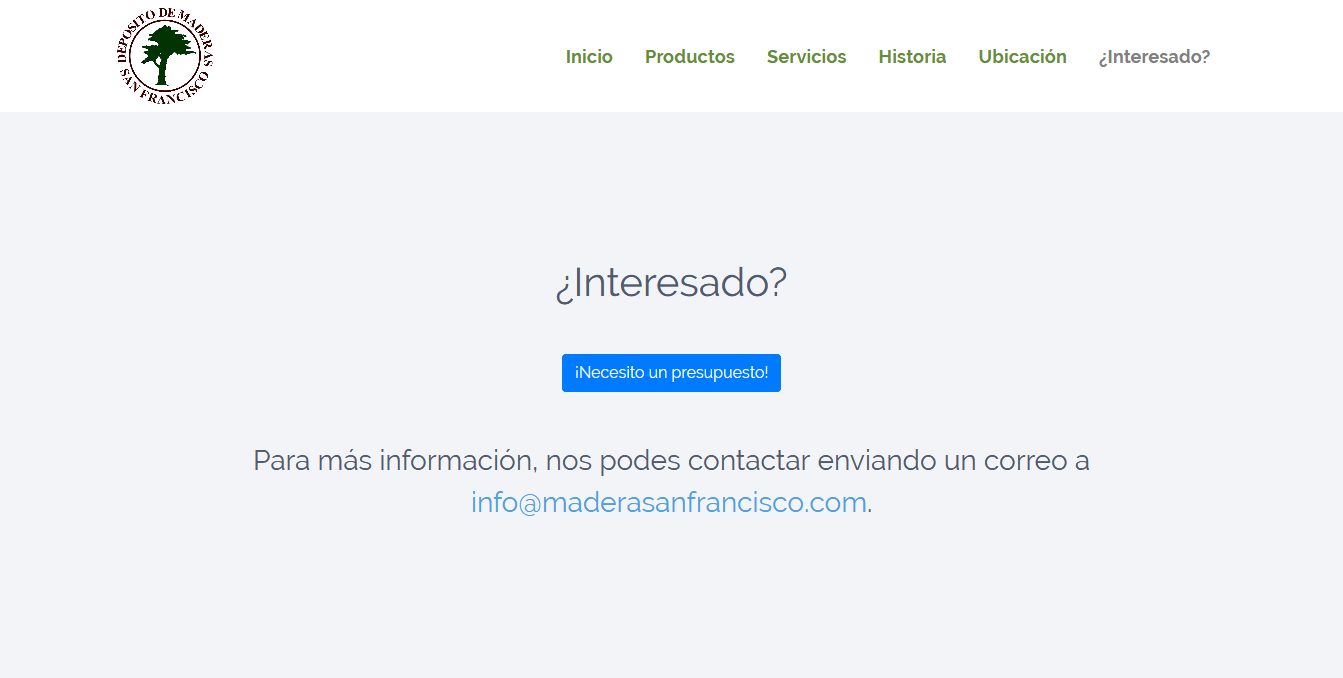 DEPOSITO DE MADERAS
SAN FRANCISCO
Inicio Productos Servicios Historia Ubicación ¿Interesado?
¿Interesado?
¡Necesito un presupuesto!
Para más información, nos podes contactar enviando un correo a
info@maderasanfrancisco.com.